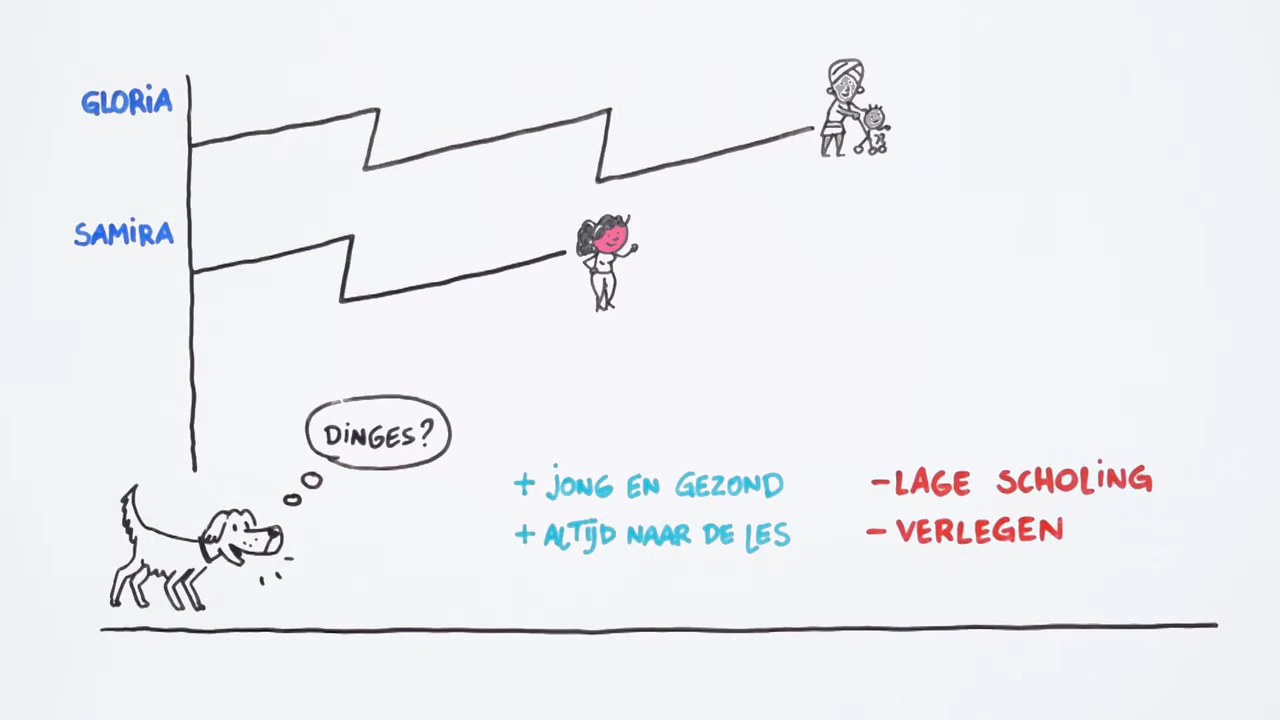 GLORiA
SAMiRA
DiNGES?
+ jONG EN GEZOND
+ ALTijD NAAR DE LES
- LAGE SCHOLiNG
- VERLEGEN